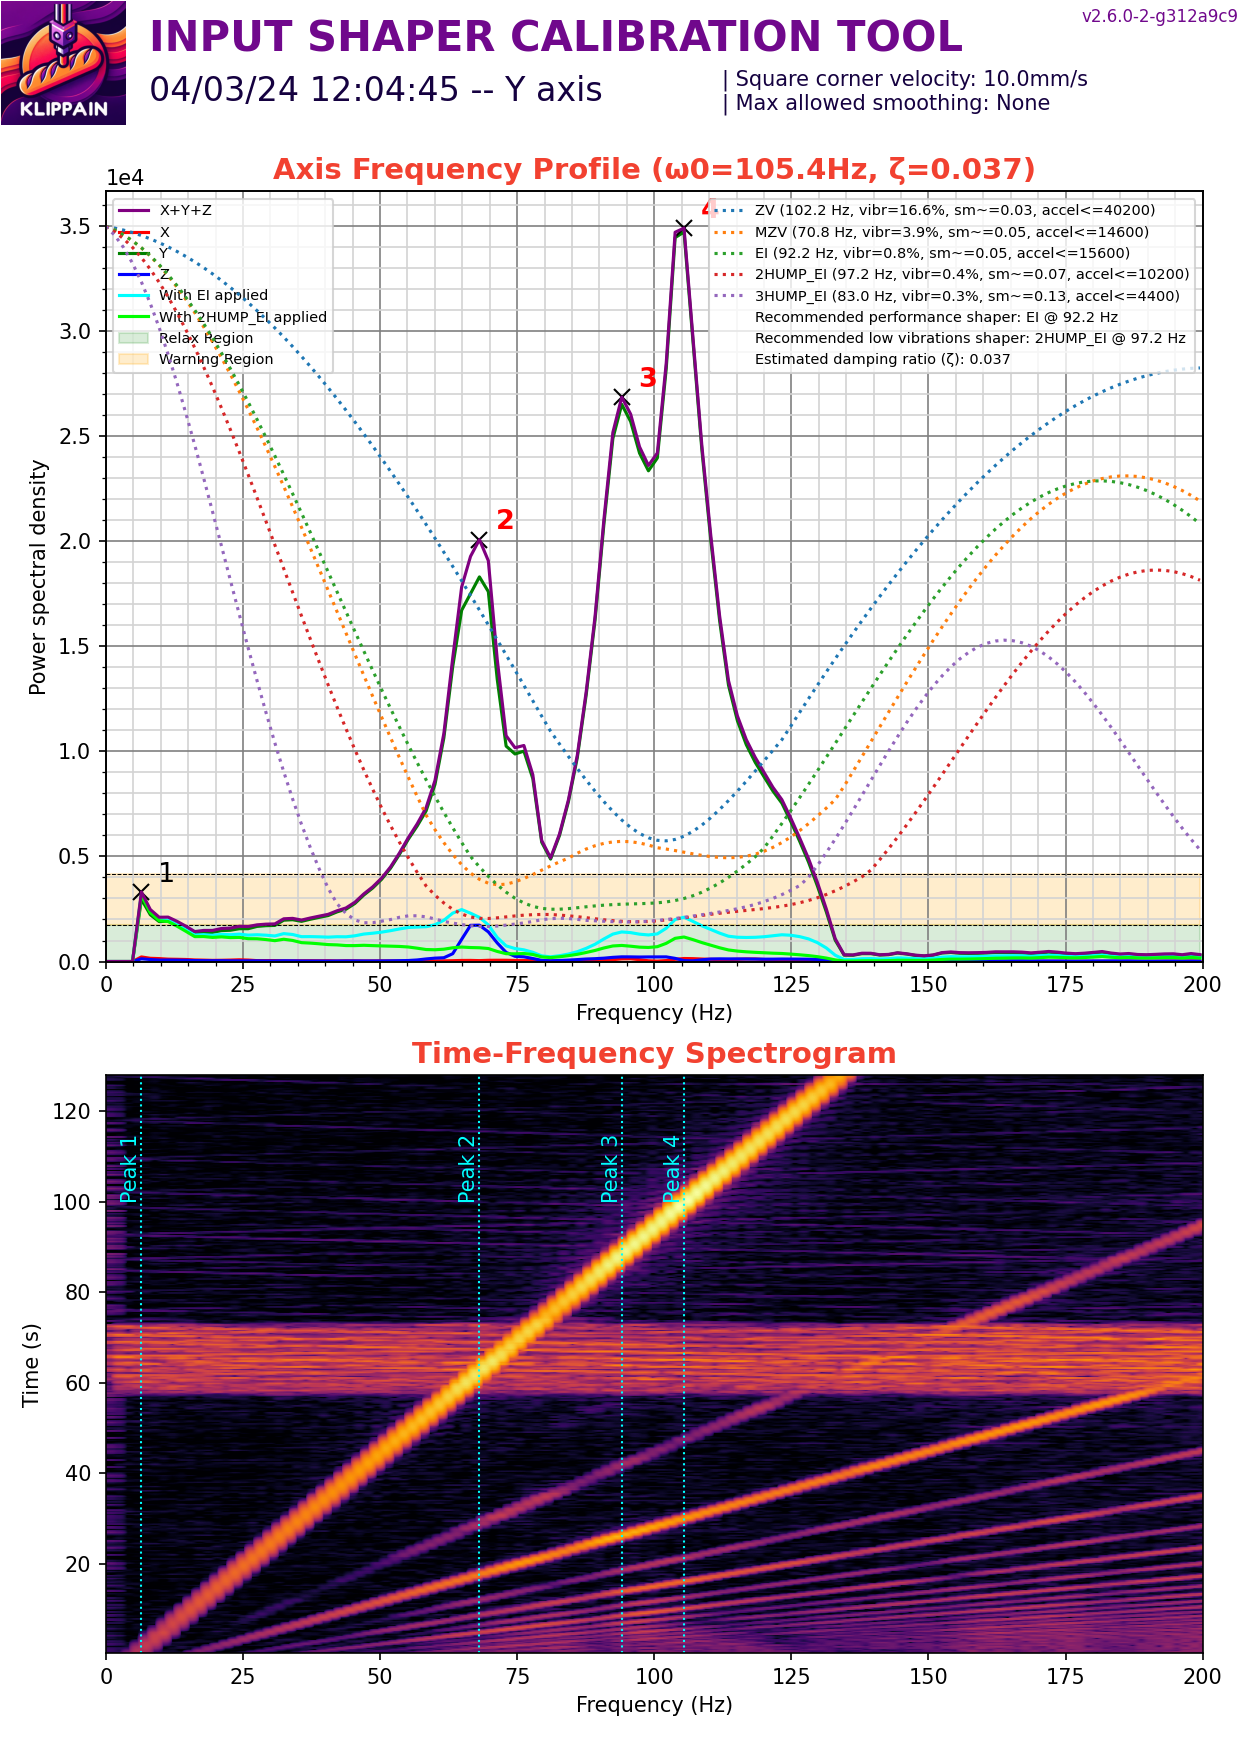 v2.6.0-2-g312a9c9
INPUT SHAPER CALIBRATION TOOL
04/03/24 12:04:45 -- Y axis
| Square corner velocity: 10.0mm/s
| Max allowed smoothing: None
KLIPPAIN
Axis Frequency Profile (ω0=105.4Hz, ζ=0.037)
1e4
X+Y+Z
X
Y
Z
With EI applied
With 2HUMP_EI applied
Relax Region
Warning Region
ZV (102.2 Hz, vibr=16.6%, sm~=0.03, accel<=40200)
MZV (70.8 Hz, vibr=3.9%, sm~=0.05, accel<=14600)
EI (92.2 Hz, vibr=0.8%, sm~=0.05, accel<=15600)
2HUMP_EI (97.2 Hz, vibr=0.4%, sm~=0.07, accel<=10200)
3HUMP_EI (83.0 Hz, vibr=0.3%, sm~=0.13, accel<=4400)
Recommended performance shaper: EI @ 92.2 Hz
Recommended low vibrations shaper: 2HUMP_EI @ 97.2 Hz
Estimated damping ratio (ζ): 0.037
4
3
2
1
3.5
3.0
2.5
2.0
1.5
1.0
0.5
0.0
Power spectral density
0 25 50 75 100 125 150 175 200
Frequency (Hz)
Time-Frequency Spectrogram
Peak 1
Peak 2
Peak 3
Peak 4
120
100
80
60
40
20
Time (s)
0 25 50 75 100 125 150 175 200
Frequency (Hz)